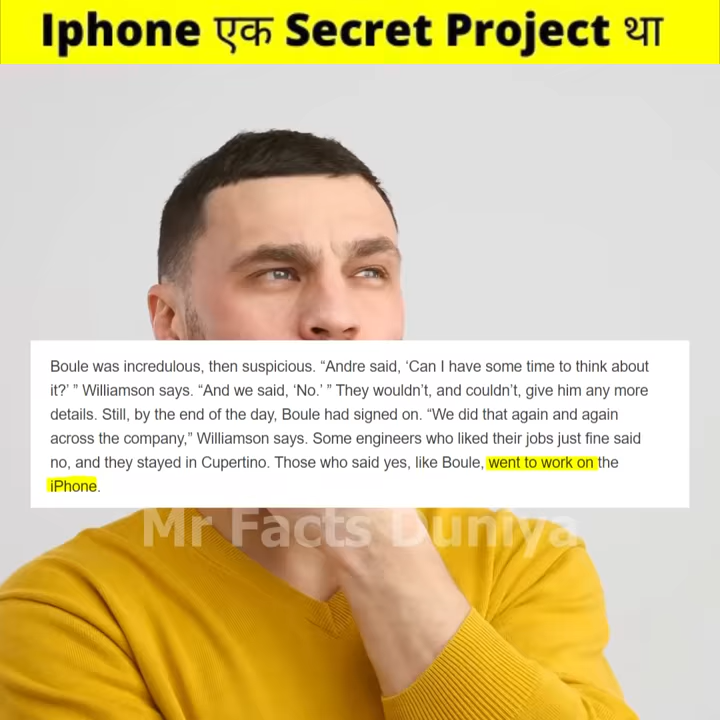 Iphone एक Secret Project था
Boule was incredulous, then suspicious. “Andre said, ‘Can I have some time to think about
it?’ ” Williamson says. “And we said, ‘No.’ ” They wouldn’t, and couldn’t, give him any more
details. Still, by the end of the day, Boule had signed on. “We did that again and again
across the company,” Williamson says. Some engineers who liked their jobs just fine said
no, and they stayed in Cupertino. Those who said yes, like Boule, went to work on the
iPhone.
Mr Facts Duniya